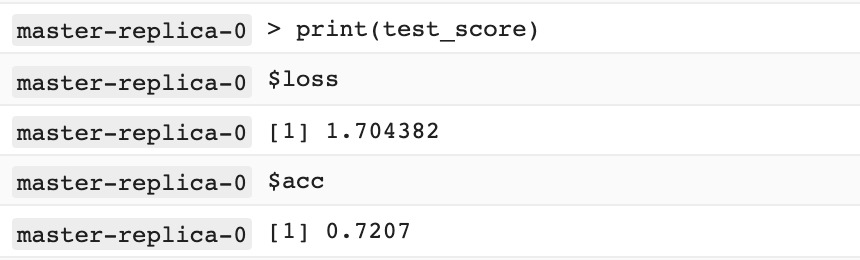 master-replica-0 > print(test_score)
master-replica-0 $loss
master-replica-0 [1] 1.704382
master-replica-0 $acc
master-replica-0 [1] 0.7207